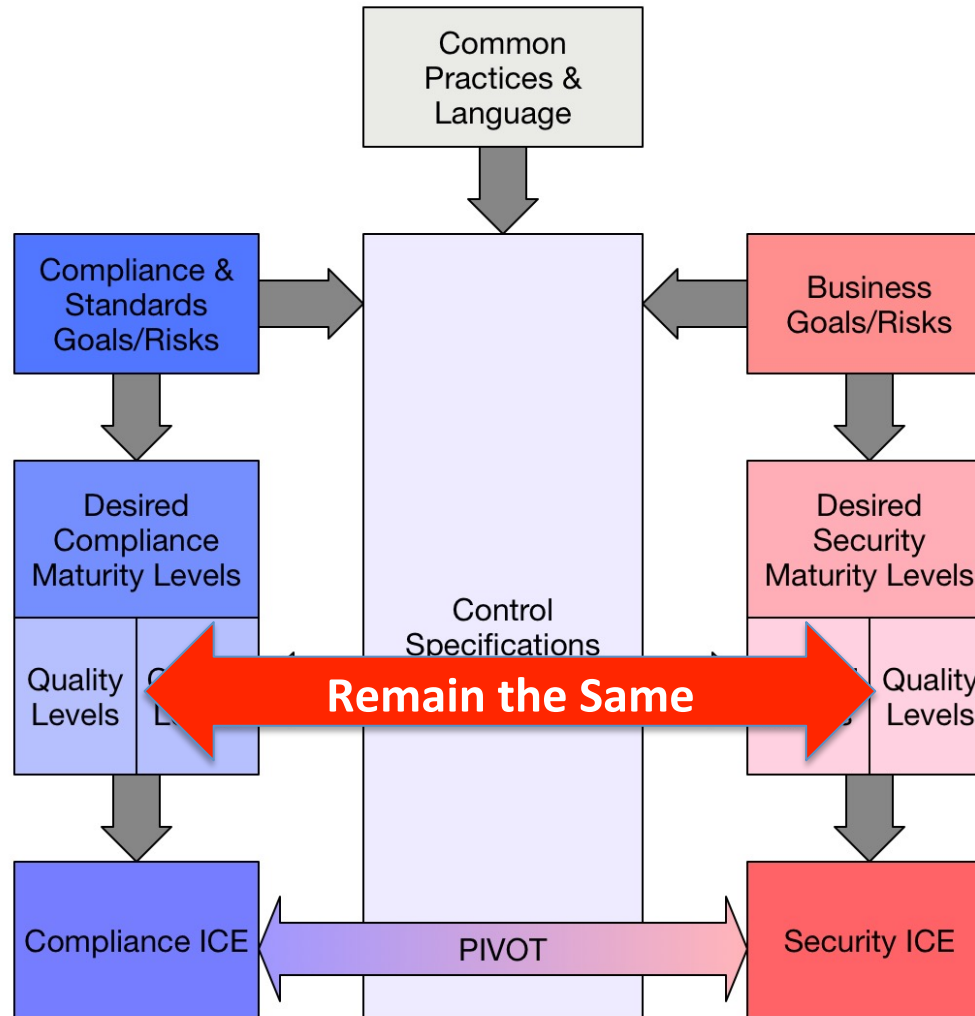 Common
Practices &
Language
Compliance &
Standards
Goals/Risks
Business
Goals/Risks
Desired
Compliance
Maturity Levels
Desired
Security
Maturity Levels
Control
Specifications
Quality
Levels
Remain the Same
Quality
Levels
Compliance ICE
PIVOT
Security ICE